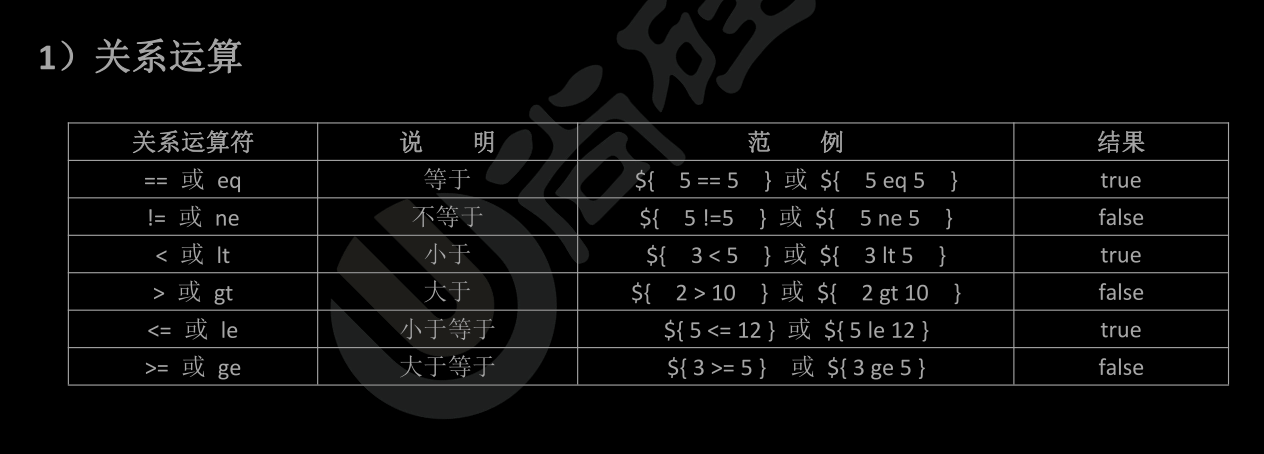 1）关系运算
关系运算符 说 明 范 例 结果
== 或 eq 等于 ${ 5 == 5 } 或 ${ 5 eq 5 } true
!= 或 ne 不等于 ${ 5 !=5 } 或 ${ 5 ne 5 } false
< 或 lt 小于 ${ 3 < 5 } 或 ${ 3 lt 5 } true
> 或 gt 大于 ${ 2 > 10 } 或 ${ 2 gt 10 } false
<= 或 le 小于等于 ${ 5 <= 12 } 或 ${ 5 le 12 } true
>= 或 ge 大于等于 ${ 3 >= 5 } 或 ${ 3 ge 5 } false
尚硅